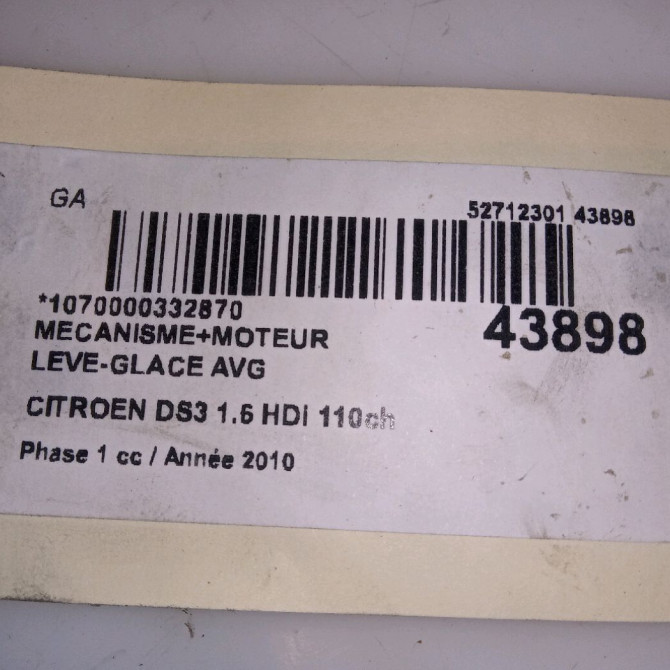 GA
52712301 43898
*1070000332870
43898
MECANISME+MOTEUR
LEVE-GLACE AVG
CITROEN DS3 1.6 HDI 110ch
Phase 1 cc / Année 2010